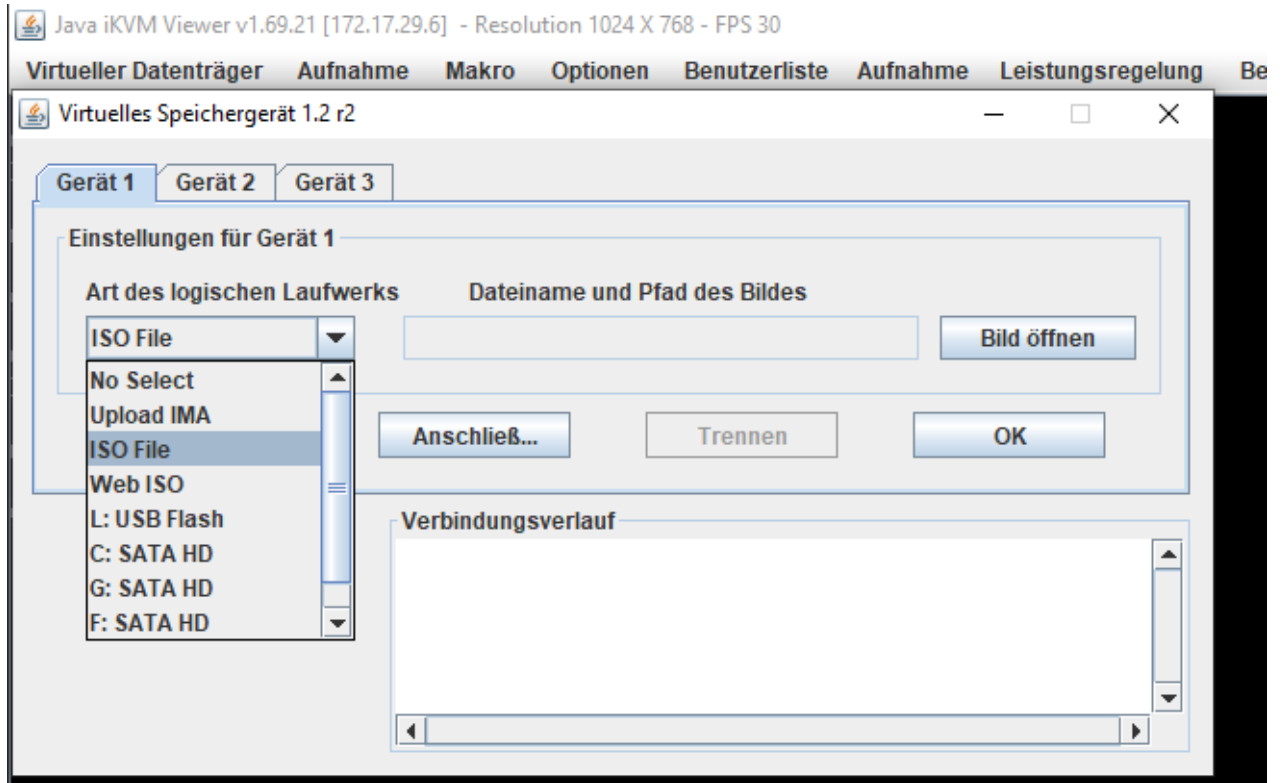 Java iKVM Viewer v1.69.21 [172.17.29.6] - Resolution 1024 X 768 - FPS 30
Virtueller Datenträger Aufnahme Makro Optionen Benutzerliste Aufnahme Leistungsregelung Be
Virtuelles Speichergerät 1.2 r2
Gerät 1 Gerät 2 Gerät 3
Einstellungen für Gerät 1
Art des logischen Laufwerks Dateiname und Pfad des Bildes
ISO File Bild öffnen
No Select
Upload IMA
ISO File
Web ISO
L: USB Flash
C: SATA HD
G: SATA HD
F: SATA HD
Anschließ... Trennen OK
Verbindungsverlauf